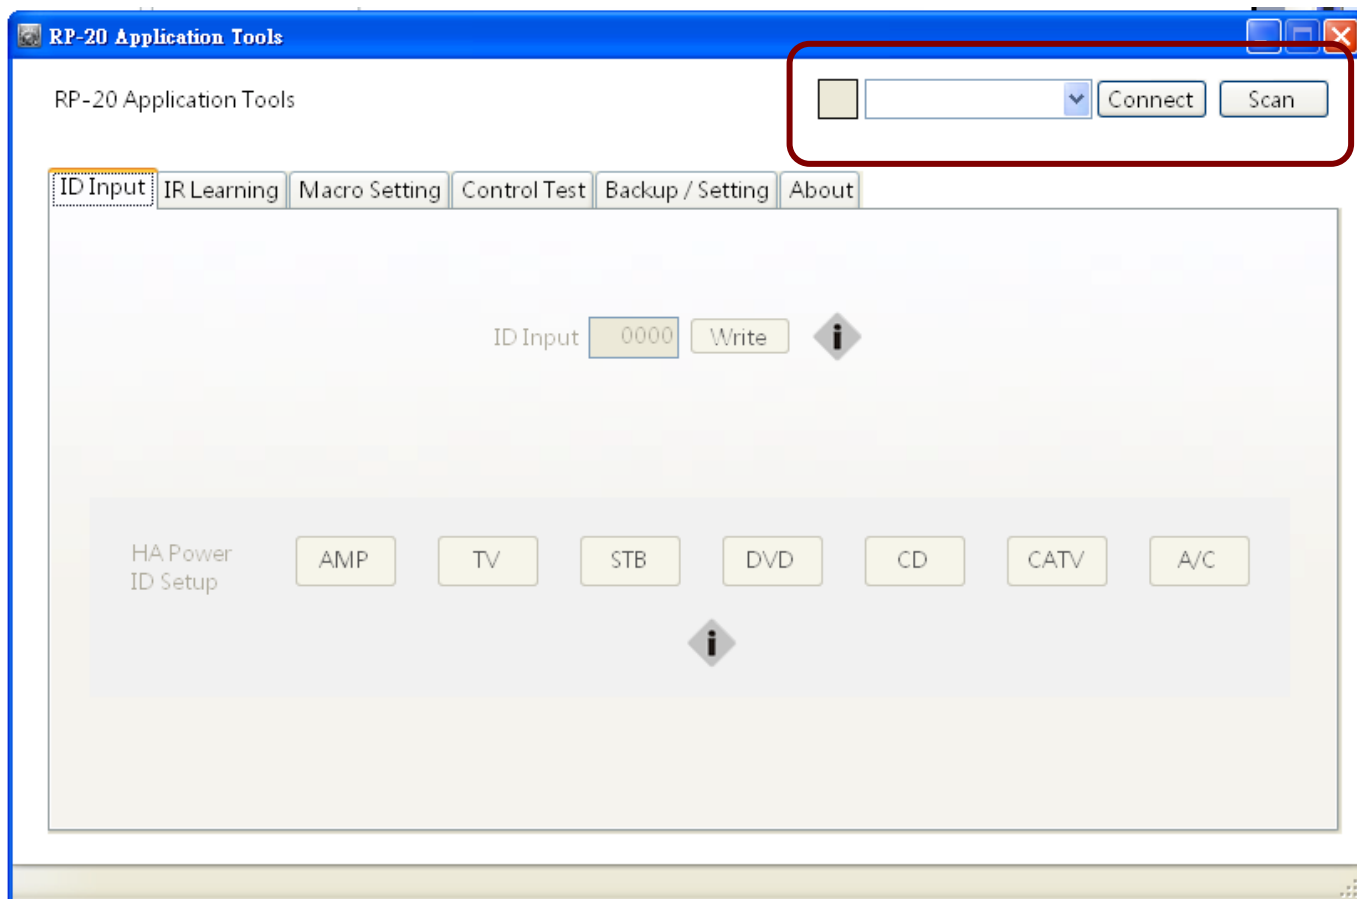 RP-20 Application Tools
RP-20 Application Tools
Connect Scan
ID Input IR Learning Macro Setting Control Test Backup / Setting About
ID Input 0000 Write i
HA Power
ID Setup
AMP TV STB DVD CD CATV A/C
i